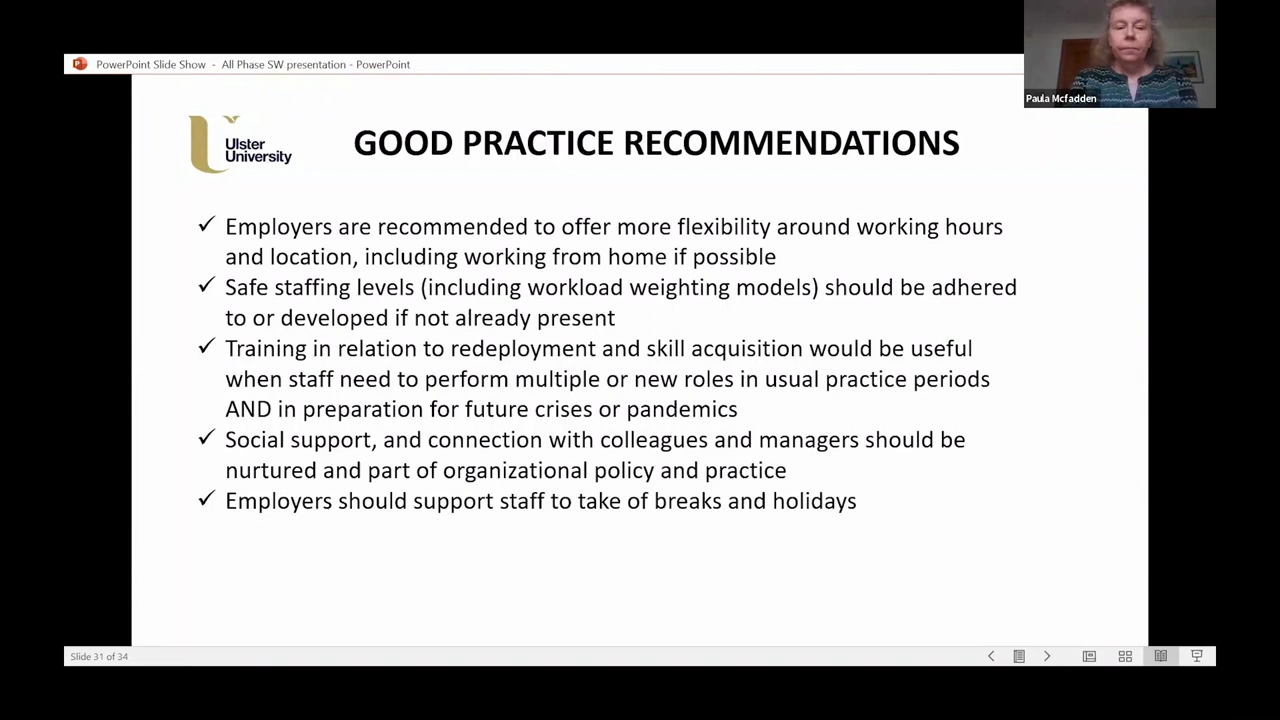 PowerPoint Slide Show - All Phase SW presentation - PowerPoint
Paula Mcfadden
Ulster
University
GOOD PRACTICE RECOMMENDATIONS
✓ Employers are recommended to offer more flexibility around working hours
and location, including working from home if possible
✓ Safe staffing levels (including workload weighting models) should be adhered
to or developed if not already present
✓ Training in relation to redeployment and skill acquisition would be useful
when staff need to perform multiple or new roles in usual practice periods
AND in preparation for future crises or pandemics
✓ Social support, and connection with colleagues and managers should be
nurtured and part of organizational policy and practice
✓ Employers should support staff to take of breaks and holidays
Slide 31 of 34